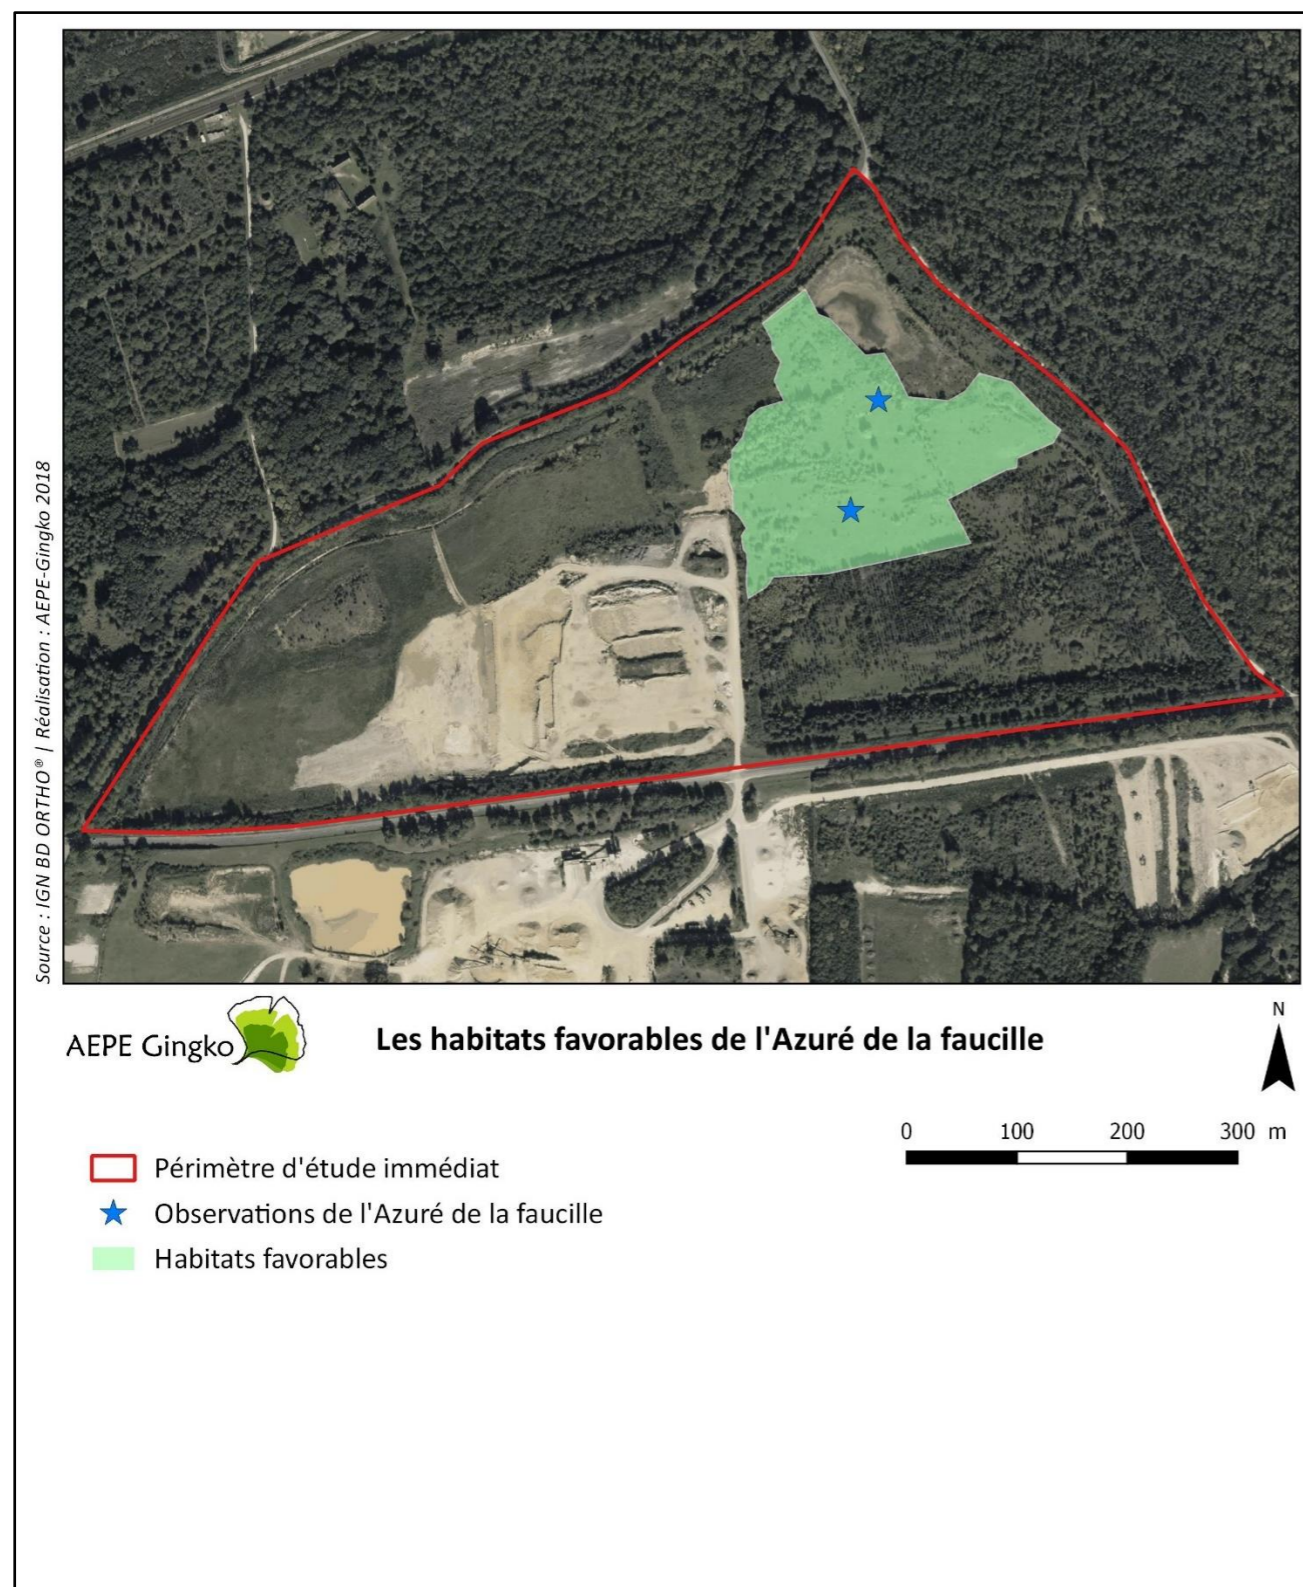 Source : IGN BD ORTHO® | Réalisation : AEPE-Gingko 2018
AEPE Gingko
Les habitats favorables de l'Azuré de la faucille
N
0 100 200 300 m
Périmètre d'étude immédiat
Observations de l'Azuré de la faucille
Habitats favorables